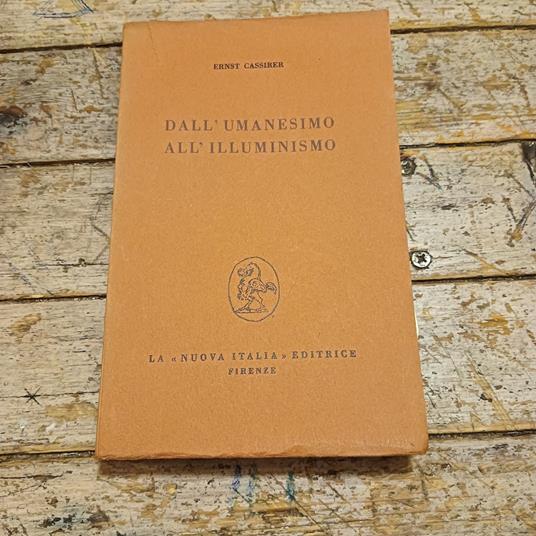 ERNST CASSIRER
DALL'UMANESIMO
ALL'ILLUMINISMO
LA « NUOVA ITALIA » EDITRICE
FIRENZE